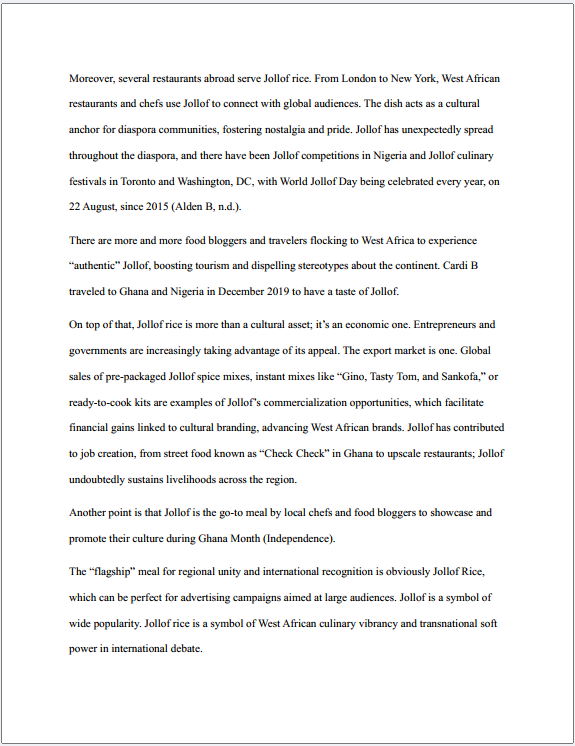 Moreover, several restaurants abroad serve Jollof rice. From London to New York, West African
restaurants and chefs use Jollof to connect with global audiences. The dish acts as a cultural
anchor for diaspora communities, fostering nostalgia and pride. Jollof has unexpectedly spread
throughout the diaspora, and there have been Jollof competitions in Nigeria and Jollof culinary
festivals in Toronto and Washington, DC, with World Jollof Day being celebrated every year, on
22 August, since 2015 (Alden B, n.d.).
There are more and more food bloggers and travelers flocking to West Africa to experience
“authentic” Jollof, boosting tourism and dispelling stereotypes about the continent. Cardi B
traveled to Ghana and Nigeria in December 2019 to have a taste of Jollof.
On top of that, Jollof rice is more than a cultural asset; it’s an economic one. Entrepreneurs and
governments are increasingly taking advantage of its appeal. The export market is one. Global
sales of pre-packaged Jollof spice mixes, instant mixes like “Gino, Tasty Tom, and Sankofa,” or
ready-to-cook kits are examples of Jollof’s commercialization opportunities, which facilitate
financial gains linked to cultural branding, advancing West African brands. Jollof has contributed
to job creation, from street food known as “Check Check” in Ghana to upscale restaurants; Jollof
undoubtedly sustains livelihoods across the region.
Another point is that Jollof is the go-to meal by local chefs and food bloggers to showcase and
promote their culture during Ghana Month (Independence).
The “flagship” meal for regional unity and international recognition is obviously Jollof Rice,
which can be perfect for advertising campaigns aimed at large audiences. Jollof is a symbol of
wide popularity. Jollof rice is a symbol of West African culinary vibrancy and transnational soft
power in international debate.